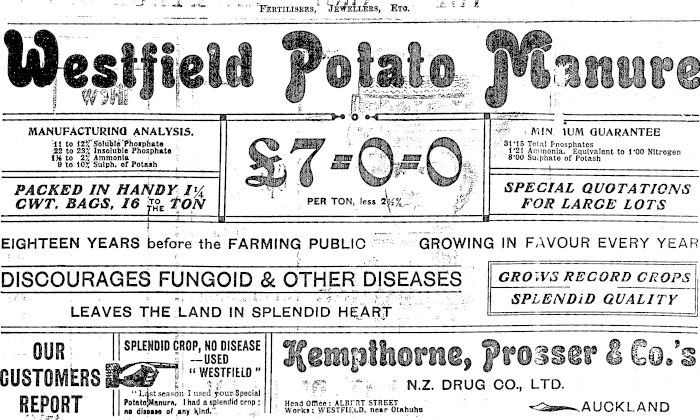 FERTILISERS, JEWELLERS, ETC.
Westfield Potato Manure
MANUFACTURING ANALYSIS.
11 to 12% Soluble Phosphate
22 to 23% Insoluble Phosphate
1½ to 2% Ammonia
9 to 10% Sulph. of Potash
PACKED IN HANDY 1¼
CWT. BAGS, 16 TO THE TON
£7=0=0
PER TON, less 2½%
MINIMUM GUARANTEE
31·15 Total Phosphates
1·21 Ammonia. Equivalent to 1·00 Nitrogen
8·00 Sulphate of Potash
SPECIAL QUOTATIONS
FOR LARGE LOTS
EIGHTEEN YEARS before the FARMING PUBLIC
GROWING IN FAVOUR EVERY YEAR
DISCOURAGES FUNGOID & OTHER DISEASES
LEAVES THE LAND IN SPLENDID HEART
GROWS RECORD CROPS
SPLENDID QUALITY
OUR
CUSTOMERS
REPORT
SPLENDID CROP, NO DISEASE
—USED
"WESTFIELD"
"Last season I used your Special
Potato Manure, I had a splendid crop;
no disease of any kind."
Kempthorne, Prosser & Co.'s
N.Z. DRUG CO., LTD.
Head Office: ALBERT STREET
Works: WESTFIELD, near Otahuhu
AUCKLAND